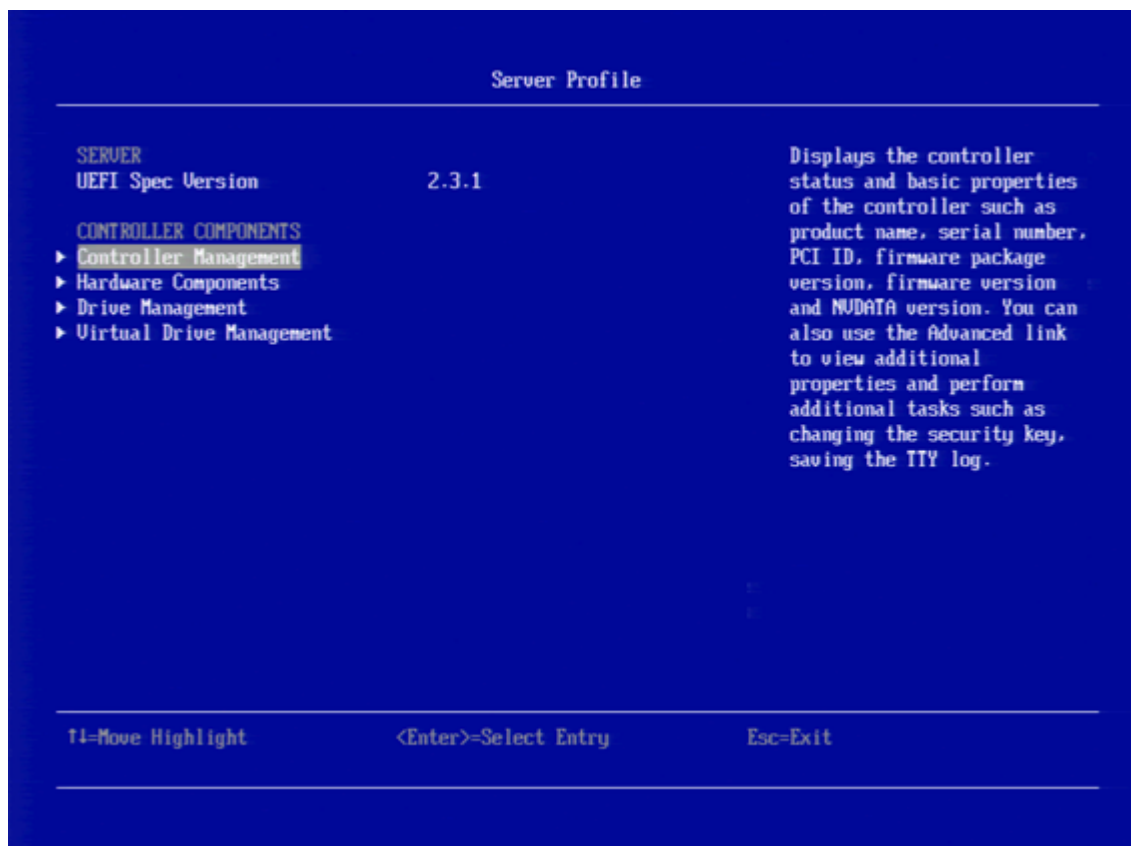 Server Profile
SERVER
UEFI Spec Version 2.3.1
CONTROLLER COMPONENTS
▶ Controller Management
▶ Hardware Components
▶ Drive Management
▶ Virtual Drive Management
Displays the controller
status and basic properties
of the controller such as
product name, serial number,
PCI ID, firmware package
version, firmware version
and NVDATA version. You can
also use the Advanced link
to view additional
properties and perform
additional tasks such as
changing the security key,
saving the TTY log.
↑↓=Move Highlight <Enter>=Select Entry Esc=Exit